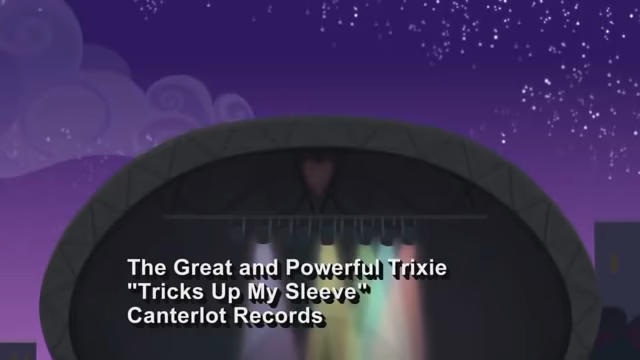 The Great and Powerful Trixie
"Tricks Up My Sleeve"
Canterlot Records